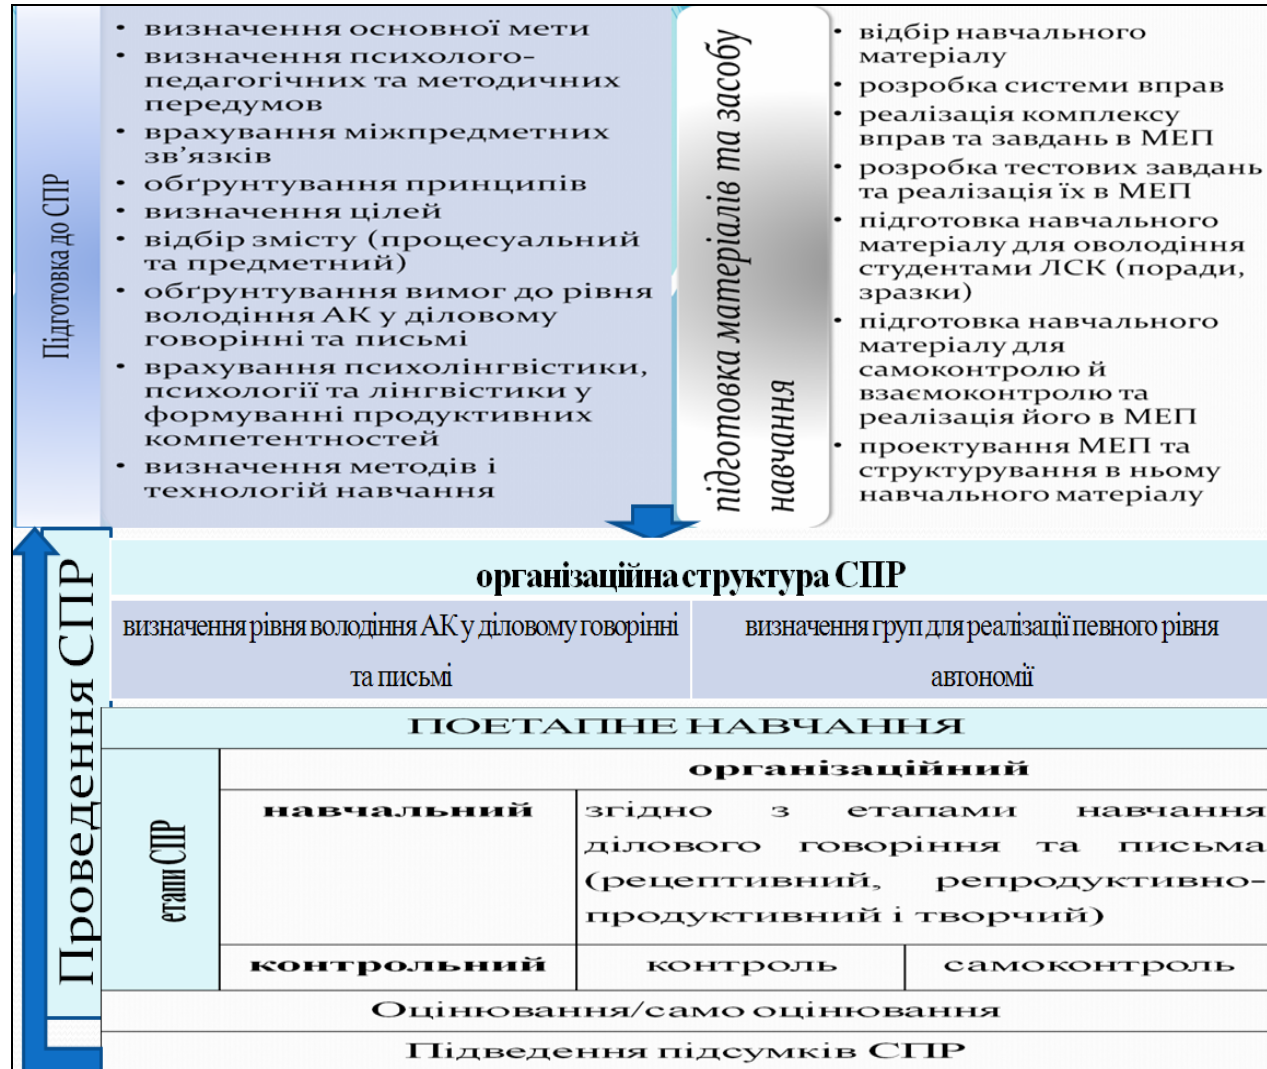 Підготовка до СПР
• визначення основної мети
• визначення психолого-
педагогічних та методичних
передумов
• врахування міжпредметних
зв’язків
• обґрунтування принципів
• визначення цілей
• відбір змісту (процесуальний
та предметний)
• обґрунтування вимог до рівня
володіння АК у діловому
говорінні та письмі
• врахування психолінгвістики,
психології та лінгвістики у
формуванні продуктивних
компетентностей
• визначення методів і
технологій навчання
підготовка матеріалів та засобу
навчання
• відбір навчального
матеріалу
• розробка системи вправ
• реалізація комплексу
вправ та завдань в МЕП
• розробка тестових завдань
та реалізація їх в МЕП
• підготовка навчального
матеріалу для оволодіння
студентами ЛСК (поради,
зразки)
• підготовка навчального
матеріалу для
самоконтролю й
взаємоконтролю та
реалізація його в МЕП
• проектування МЕП та
структурування в ньому
навчального матеріалу
Проведення СПР
організаційна структура СПР
визначення рівня володіння АК у діловому говорінні
та письмі
визначення груп для реалізації певного рівня
автономії
ПОЕТАПНЕ НАВЧАННЯ
етапи СПР
організаційний
навчальний
згідно з етапами навчання
ділового говоріння та письма
(рецептивний, репродуктивно-
продуктивний і творчий)
контрольний
контроль
самоконтроль
Оцінювання/само оцінювання
Підведення підсумків СПР